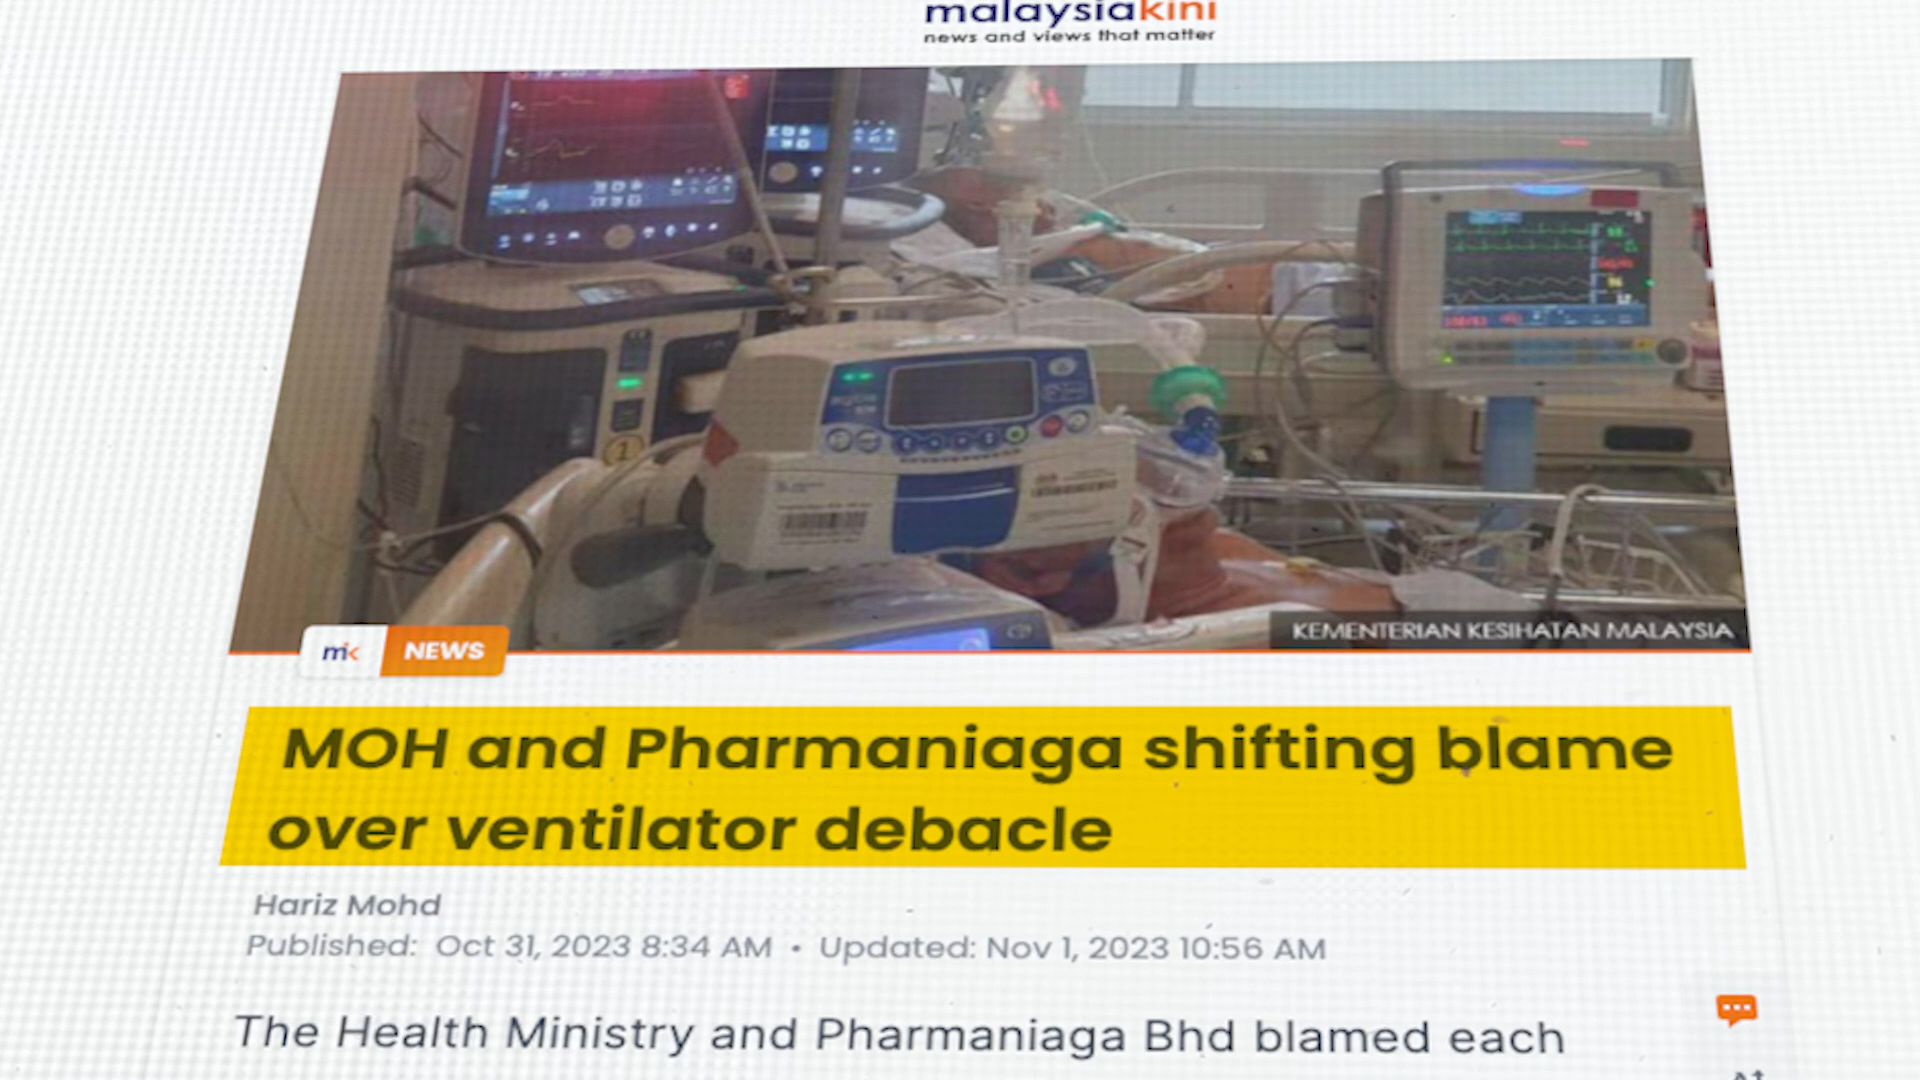 malaysiakini
news and views that matter
1
KEMENTERIAN KESIHATAN MALAYSIA
mk NEWS
MOH and Pharmaniaga shifting blame
over ventilator debacle
Hariz Mohd
Published: Oct 31, 2023 8:34 AM • Updated: Nov 1, 2023 10:56 AM
The Health Ministry and Pharmaniaga Bhd blamed each